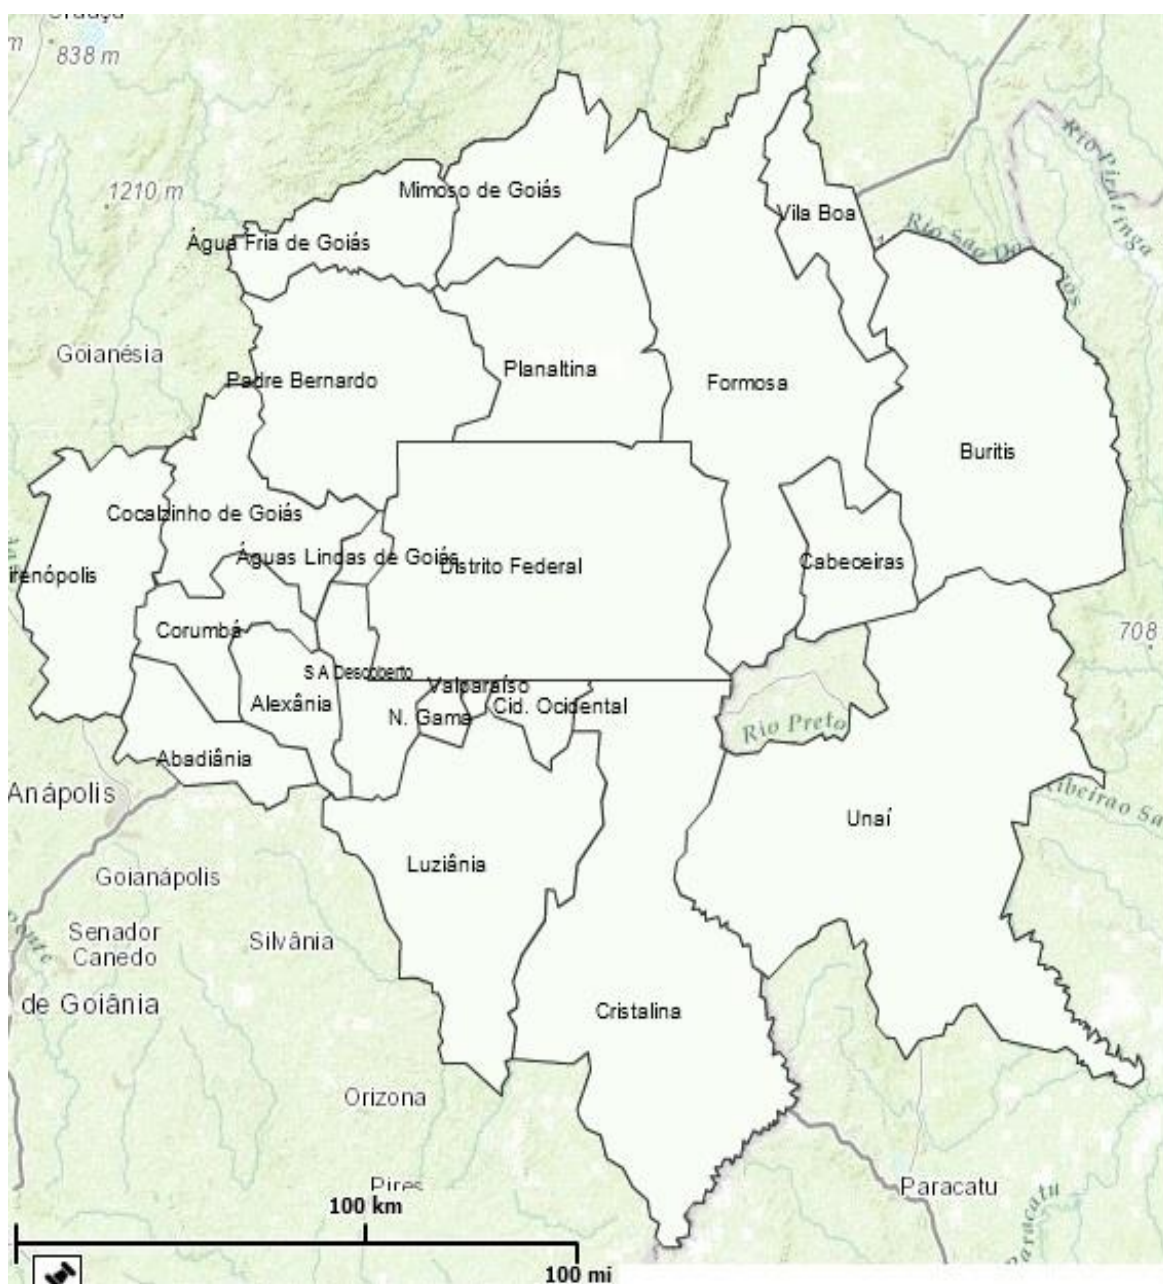 838 m
1210 m
Rio Piratinga
Mimoso de Goiás
Vila Boa
Água Fria de Goiás
Goianésia
Padre Bernardo
Planaltina
Formosa
Buritis
Cocalzinho de Goiás
Águas Lindas de Goiás
Distrito Federal
Cabeceiras
irenópolis
Corumbá
708
S A Descoberto
Valparaíso
Alexânia
N. Gama
Cid. Ocidental
Rio Preto
Abadiânia
Anápolis
Ribeirao Sa
Unaí
Luziânia
Goianápolis
Senador
Canedo
Silvânia
de Goiânia
Cristalina
Orizona
Pires
Paracatu
Paracatu
100 km
100 mi